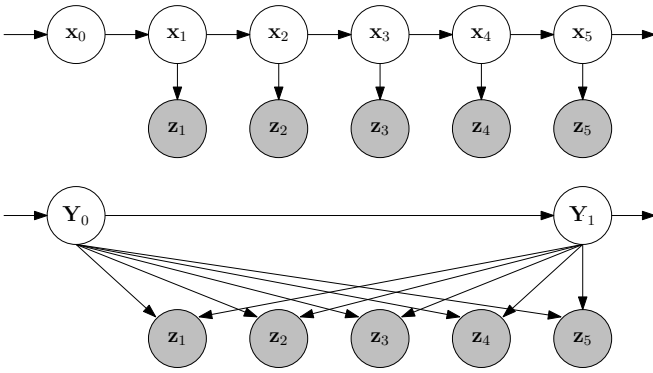 x₀ x₁ x₂ x₃ x₄ x₅
z₁ z₂ z₃ z₄ z₅
Y₀ Y₁
z₁ z₂ z₃ z₄ z₅